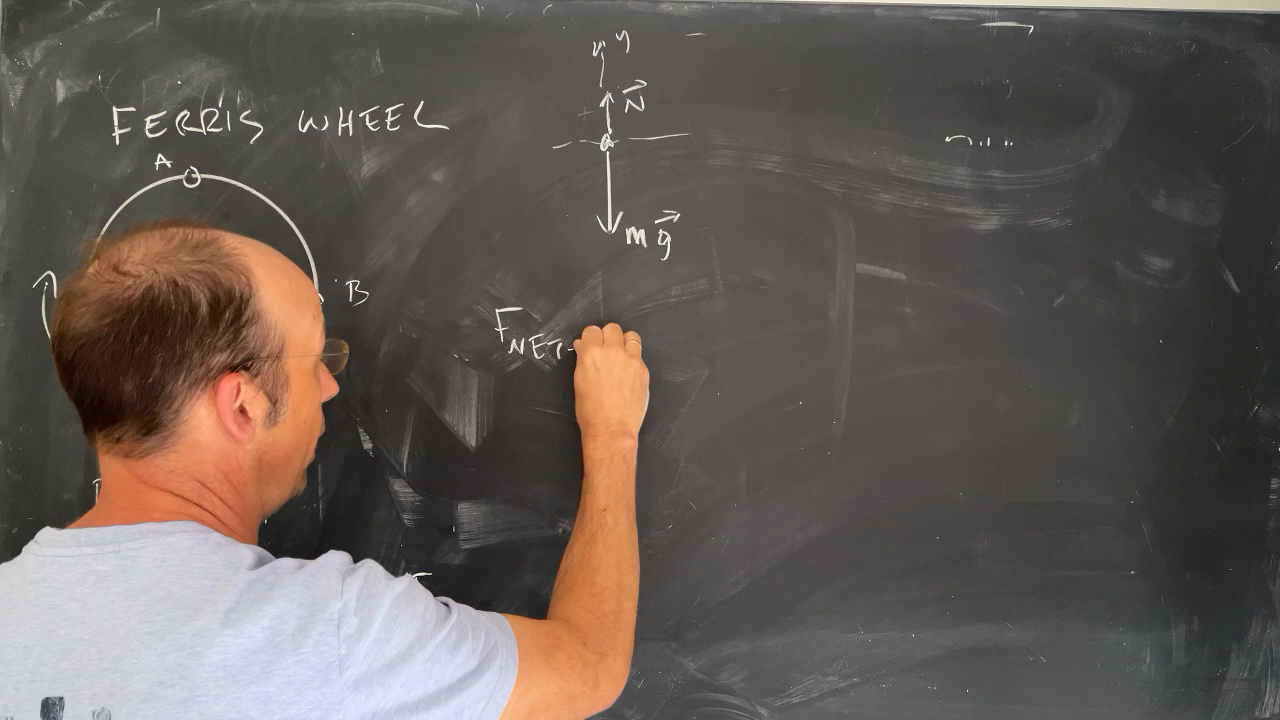 FERRIS WHEEL
A
B
y
N⃗
mg⃗
F_NET